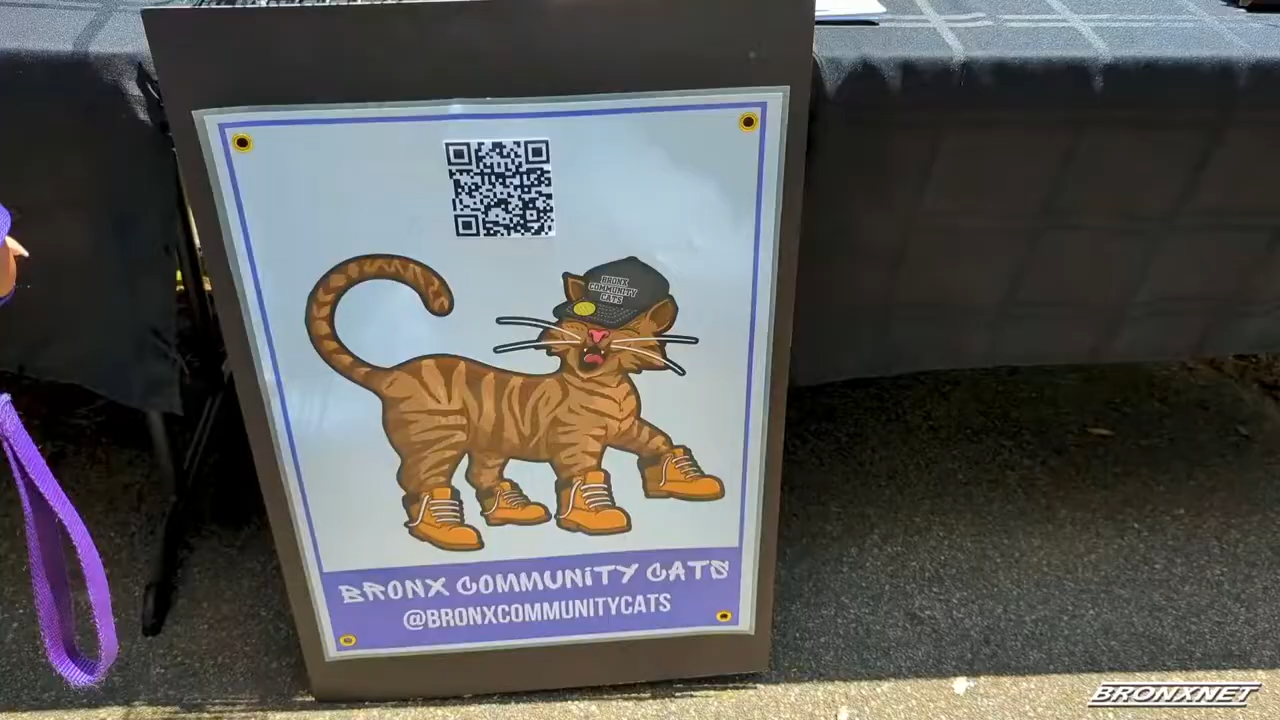 BRONX
COMMUNITY
CATS
BRONX COMMUNITY CATS
@BRONXCOMMUNITYCATS
BRONXNET